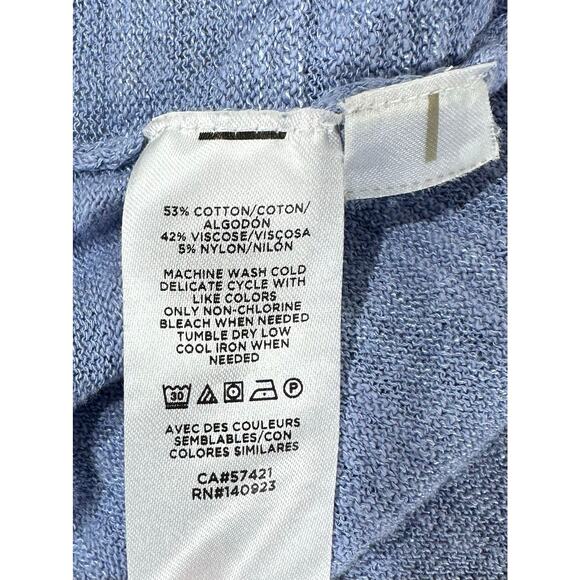 53% COTTON/COTON/
ALGODÓN
42% VISCOSE/VISCOSA
5% NYLON/NILÓN
MACHINE WASH COLD
DELICATE CYCLE WITH
LIKE COLORS
ONLY NON-CHLORINE
BLEACH WHEN NEEDED
TUMBLE DRY LOW
COOL IRON WHEN
NEEDED
30 P
AVEC DES COULEURS
SEMBLABLES/CON
COLORES SIMILARES
CA#57421
RN#140923